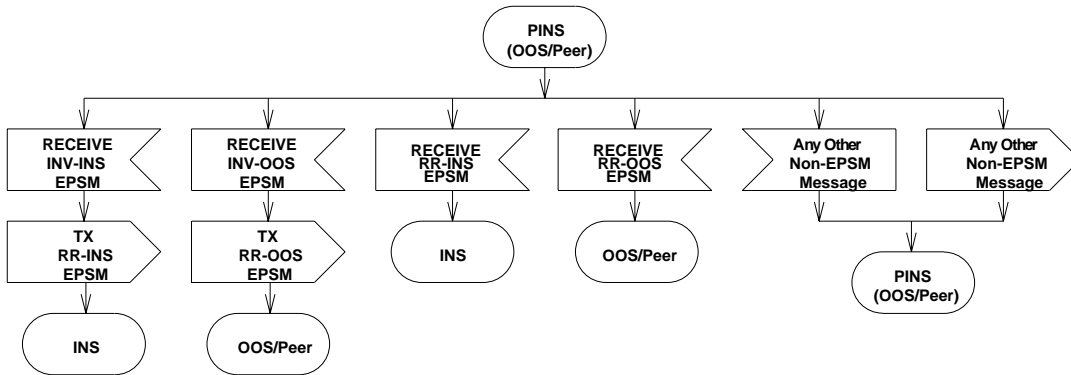 PINS
(OOS/Peer)
RECEIVE
INV-INS
EPSM
RECEIVE
INV-OOS
EPSM
RECEIVE
RR-INS
EPSM
RECEIVE
RR-OOS
EPSM
Any Other
Non-EPSM
Message
Any Other
Non-EPSM
Message
TX
RR-INS
EPSM
TX
RR-OOS
EPSM
INS
OOS/Peer
PINS
(OOS/Peer)
INS
OOS/Peer